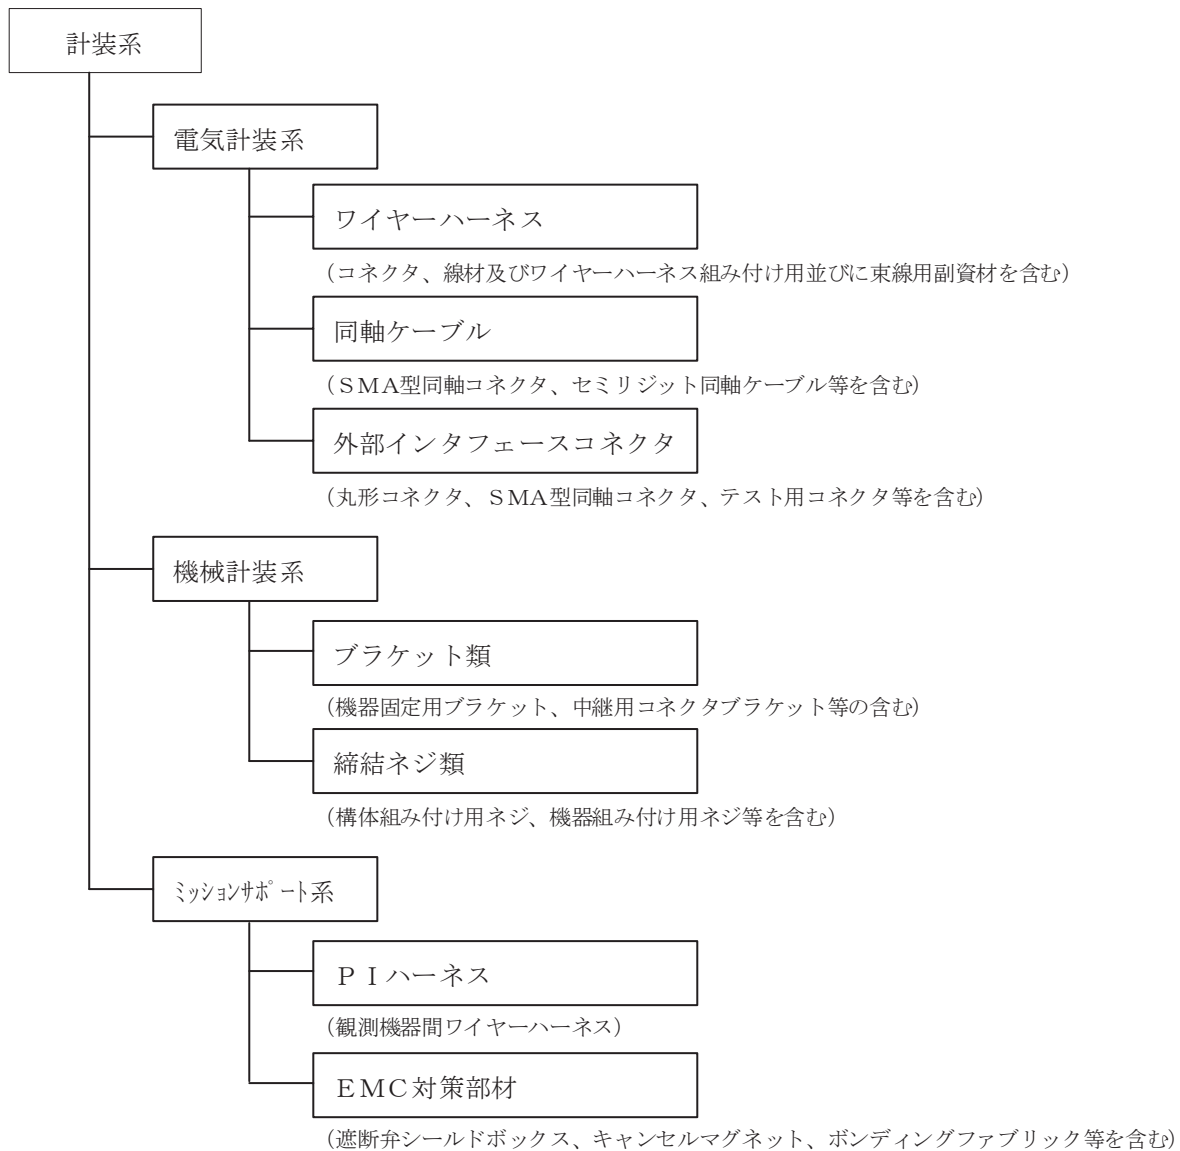 計装系
電気計装系
ワイヤーハーネス
（コネクタ、線材及びワイヤーハーネス組み付け用並びに束線用副資材を含む）
同軸ケーブル
（ＳＭＡ型同軸コネクタ、セミリジット同軸ケーブル等を含む）
外部インタフェースコネクタ
（丸形コネクタ、ＳＭＡ型同軸コネクタ、テスト用コネクタ等を含む）
機械計装系
ブラケット類
（機器固定用ブラケット、中継用コネクタブラケット等の含む）
締結ネジ類
（構体組み付け用ネジ、機器組み付け用ネジ等を含む）
ﾐｯｼｮﾝｻﾎﾟｰﾄ系
ＰＩハーネス
（観測機器間ワイヤーハーネス）
ＥＭＣ対策部材
（遮断弁シールドボックス、キャンセルマグネット、ボンディングファブリック等を含む）